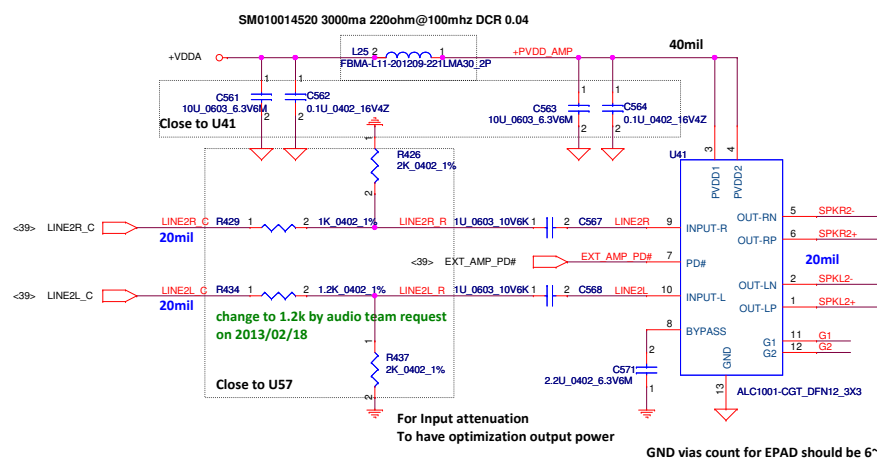 SM010014520 3000ma 220ohm@100mhz DCR 0.04
+VDDA
L25
2
1
+PVDD_AMP
40mil
FBMA-L11-201209-221LMA30_2P
1
C561
10U_0603_6.3V6M
2
1
C562
0.1U_0402_16V4Z
2
1
C563
10U_0603_6.3V6M
2
1
C564
0.1U_0402_16V4Z
2
Close to U41
1
R426
2K_0402_1%
2
U41
3
4
PVDD1
PVDD2
<39> LINE2R_C
LINE2R_C
R429
1
2
1K_0402_1%
LINE2R_R
1U_0603_10V6K
1
2
C567
LINE2R
9
INPUT-R
20mil
OUT-RN
5
SPKR2-
OUT-RP
6
SPKR2+
<39> EXT_AMP_PD#
EXT_AMP_PD#
7
PD#
20mil
<39> LINE2L_C
LINE2L_C
R434
1
2
1.2K_0402_1%
LINE2L_R
1U_0603_10V6K
1
2
C568
LINE2L
10
INPUT-L
20mil
OUT-LN
2
SPKL2-
OUT-LP
1
SPKL2+
change to 1.2k by audio team request
on 2013/02/18
8
BYPASS
G1
11
G1
G2
12
G2
GND
13
1
R437
2K_0402_1%
2
2
C571
2.2U_0402_6.3V6M
1
ALC1001-CGT_DFN12_3X3
Close to U57
For Input attenuation
To have optimization output power
GND vias count for EPAD should be 6~